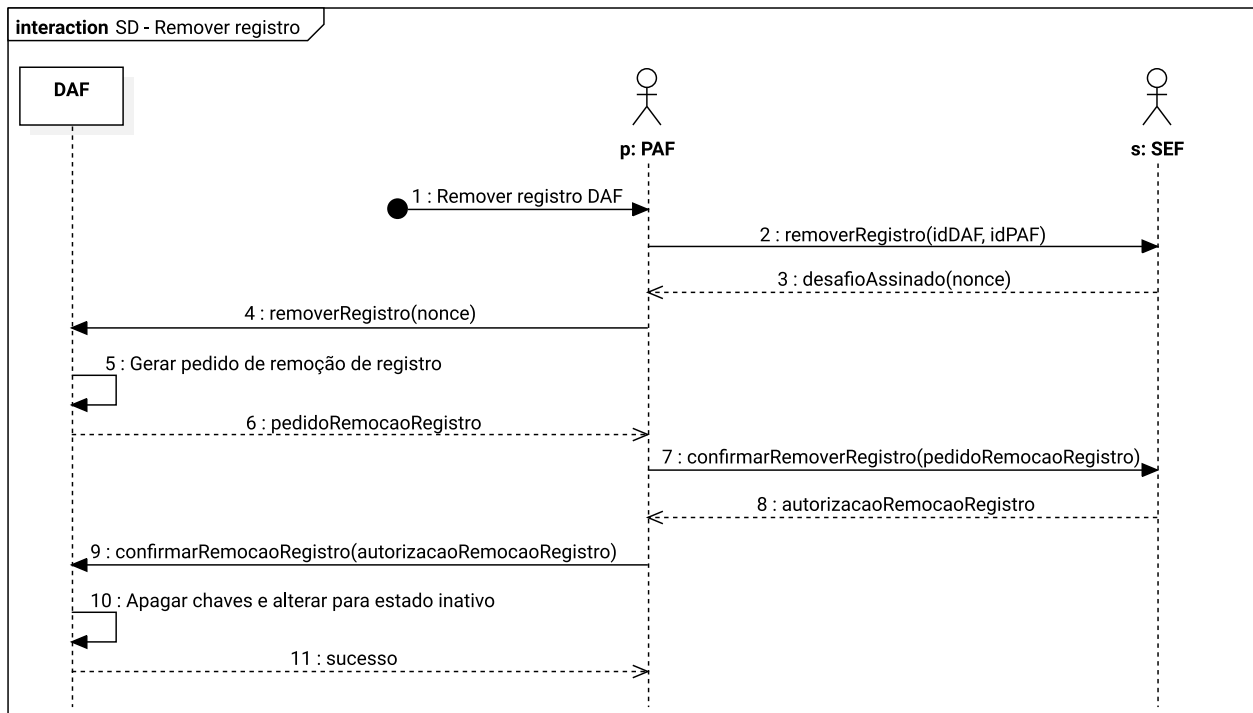 interaction SD - Remover registro
DAF
p: PAF
s: SEF
1 : Remover registro DAF
2 : removerRegistro(idDAF, idPAF)
3 : desafioAssinado(nonce)
4 : removerRegistro(nonce)
5 : Gerar pedido de remoção de registro
6 : pedidoRemocaoRegistro
7 : confirmarRemoverRegistro(pedidoRemocaoRegistro)
8 : autorizacaoRemocaoRegistro
9 : confirmarRemocaoRegistro(autorizacaoRemocaoRegistro)
10 : Apagar chaves e alterar para estado inativo
11 : sucesso